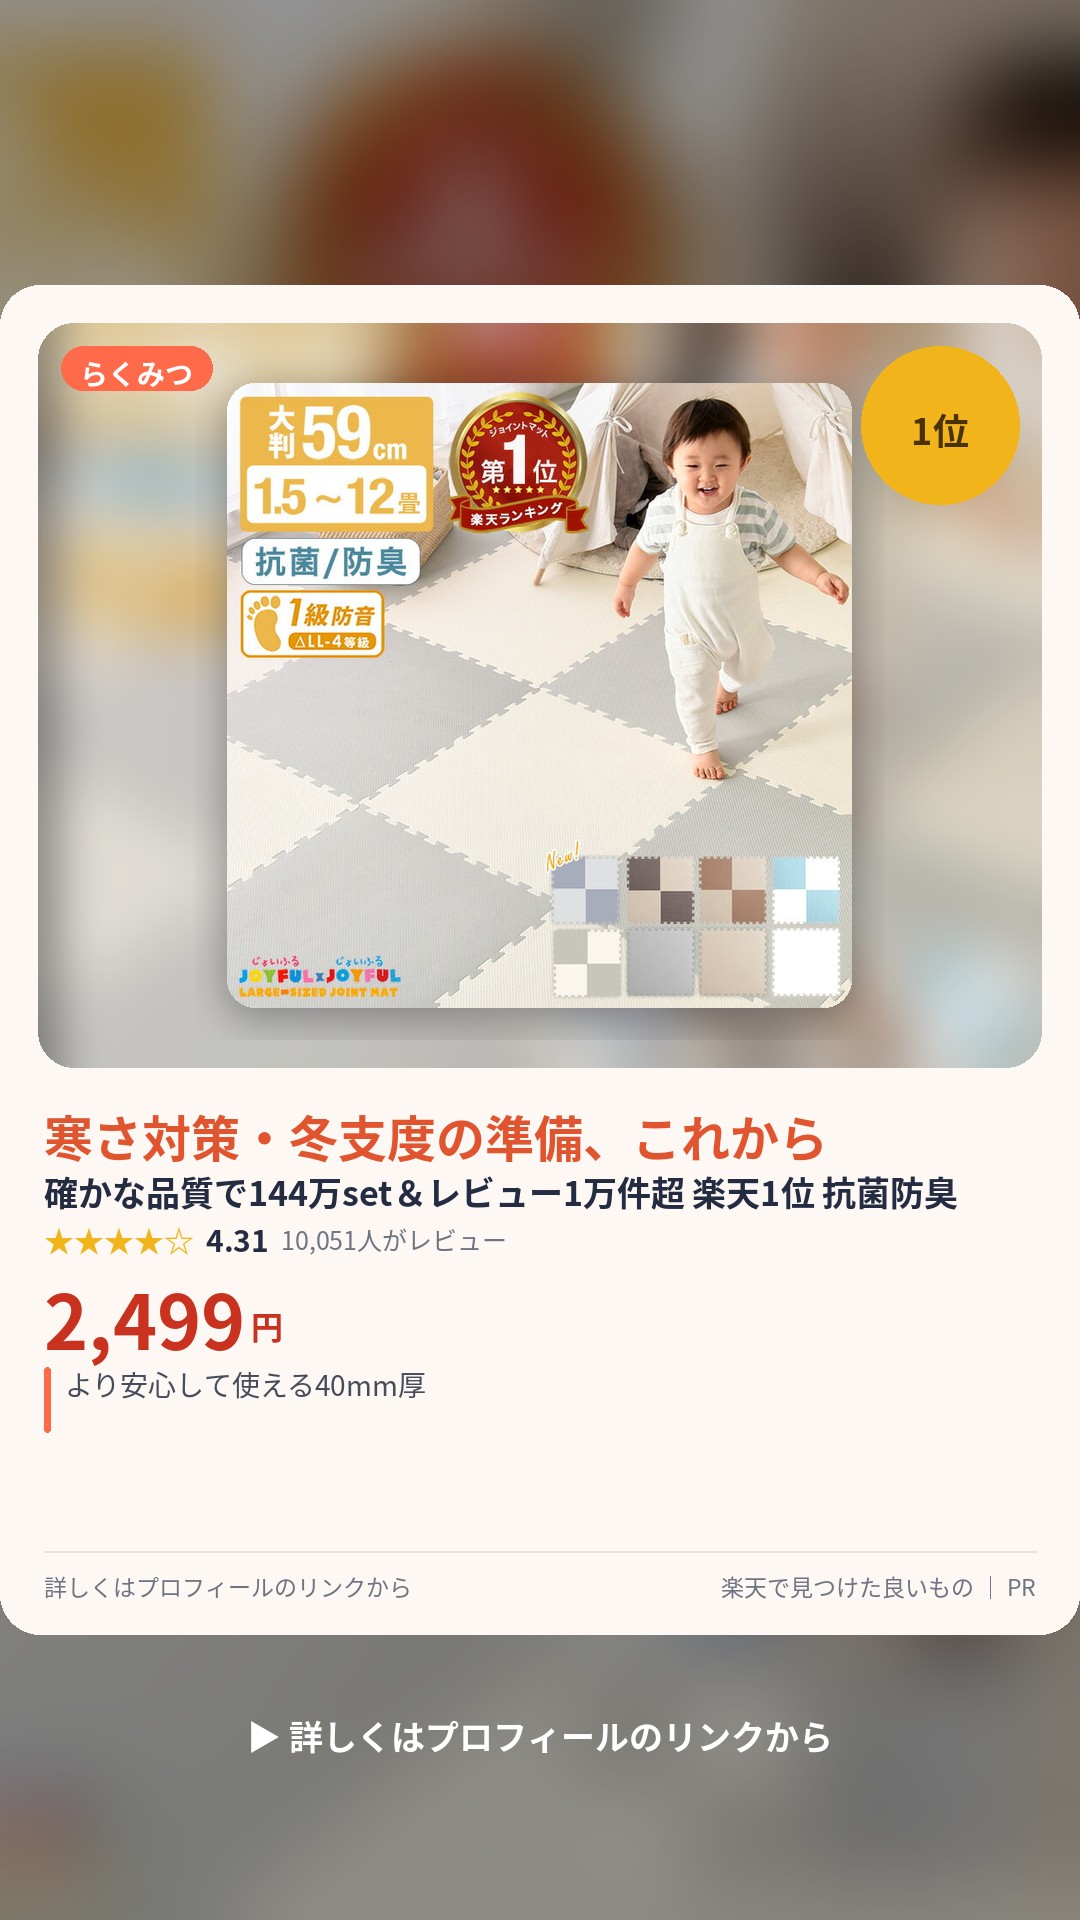 らくみつ
1位
大判59cm
1.5～12畳
抗菌/防臭
1級防音
ΔLL-4等級
ジョイントマット
第1位
楽天ランキング
New!
じょいふる じょいふる
JOYFUL×JOYFUL
LARGE-SIZED JOINT MAT
寒さ対策・冬支度の準備、これから
確かな品質で144万set＆レビュー1万件超 楽天1位 抗菌防臭
★★★★☆ 4.31 10,051人がレビュー
2,499円
より安心して使える40mm厚
詳しくはプロフィールのリンクから
楽天で見つけた良いもの｜PR
▶ 詳しくはプロフィールのリンクから